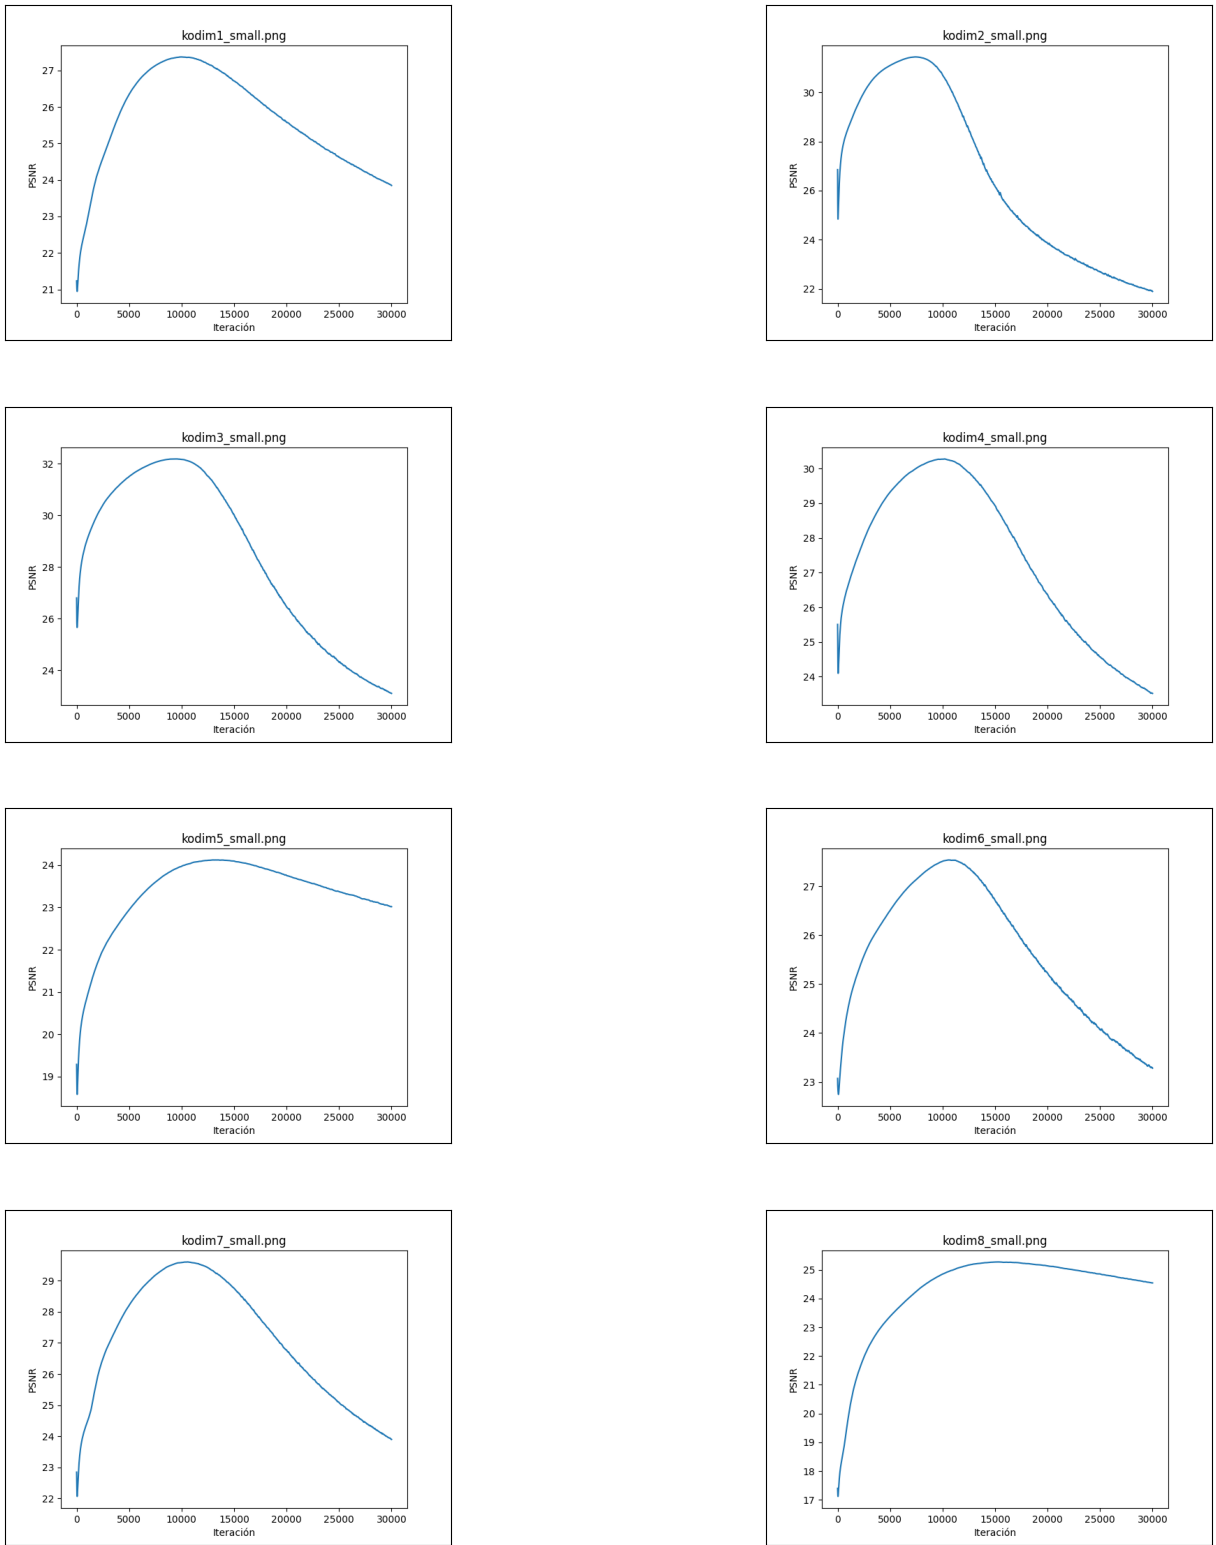 kodim1_small.png
PSNR
27
26
25
24
23
22
21
0 5000 10000 15000 20000 25000 30000
Iteración
kodim2_small.png
PSNR
30
28
26
24
22
0 5000 10000 15000 20000 25000 30000
Iteración
kodim3_small.png
PSNR
32
30
28
26
24
0 5000 10000 15000 20000 25000 30000
Iteración
kodim4_small.png
PSNR
30
29
28
27
26
25
24
0 5000 10000 15000 20000 25000 30000
Iteración
kodim5_small.png
PSNR
24
23
22
21
20
19
0 5000 10000 15000 20000 25000 30000
Iteración
kodim6_small.png
PSNR
27
26
25
24
23
0 5000 10000 15000 20000 25000 30000
Iteración
kodim7_small.png
PSNR
29
28
27
26
25
24
23
22
0 5000 10000 15000 20000 25000 30000
Iteración
kodim8_small.png
PSNR
25
24
23
22
21
20
19
18
17
0 5000 10000 15000 20000 25000 30000
Iteración